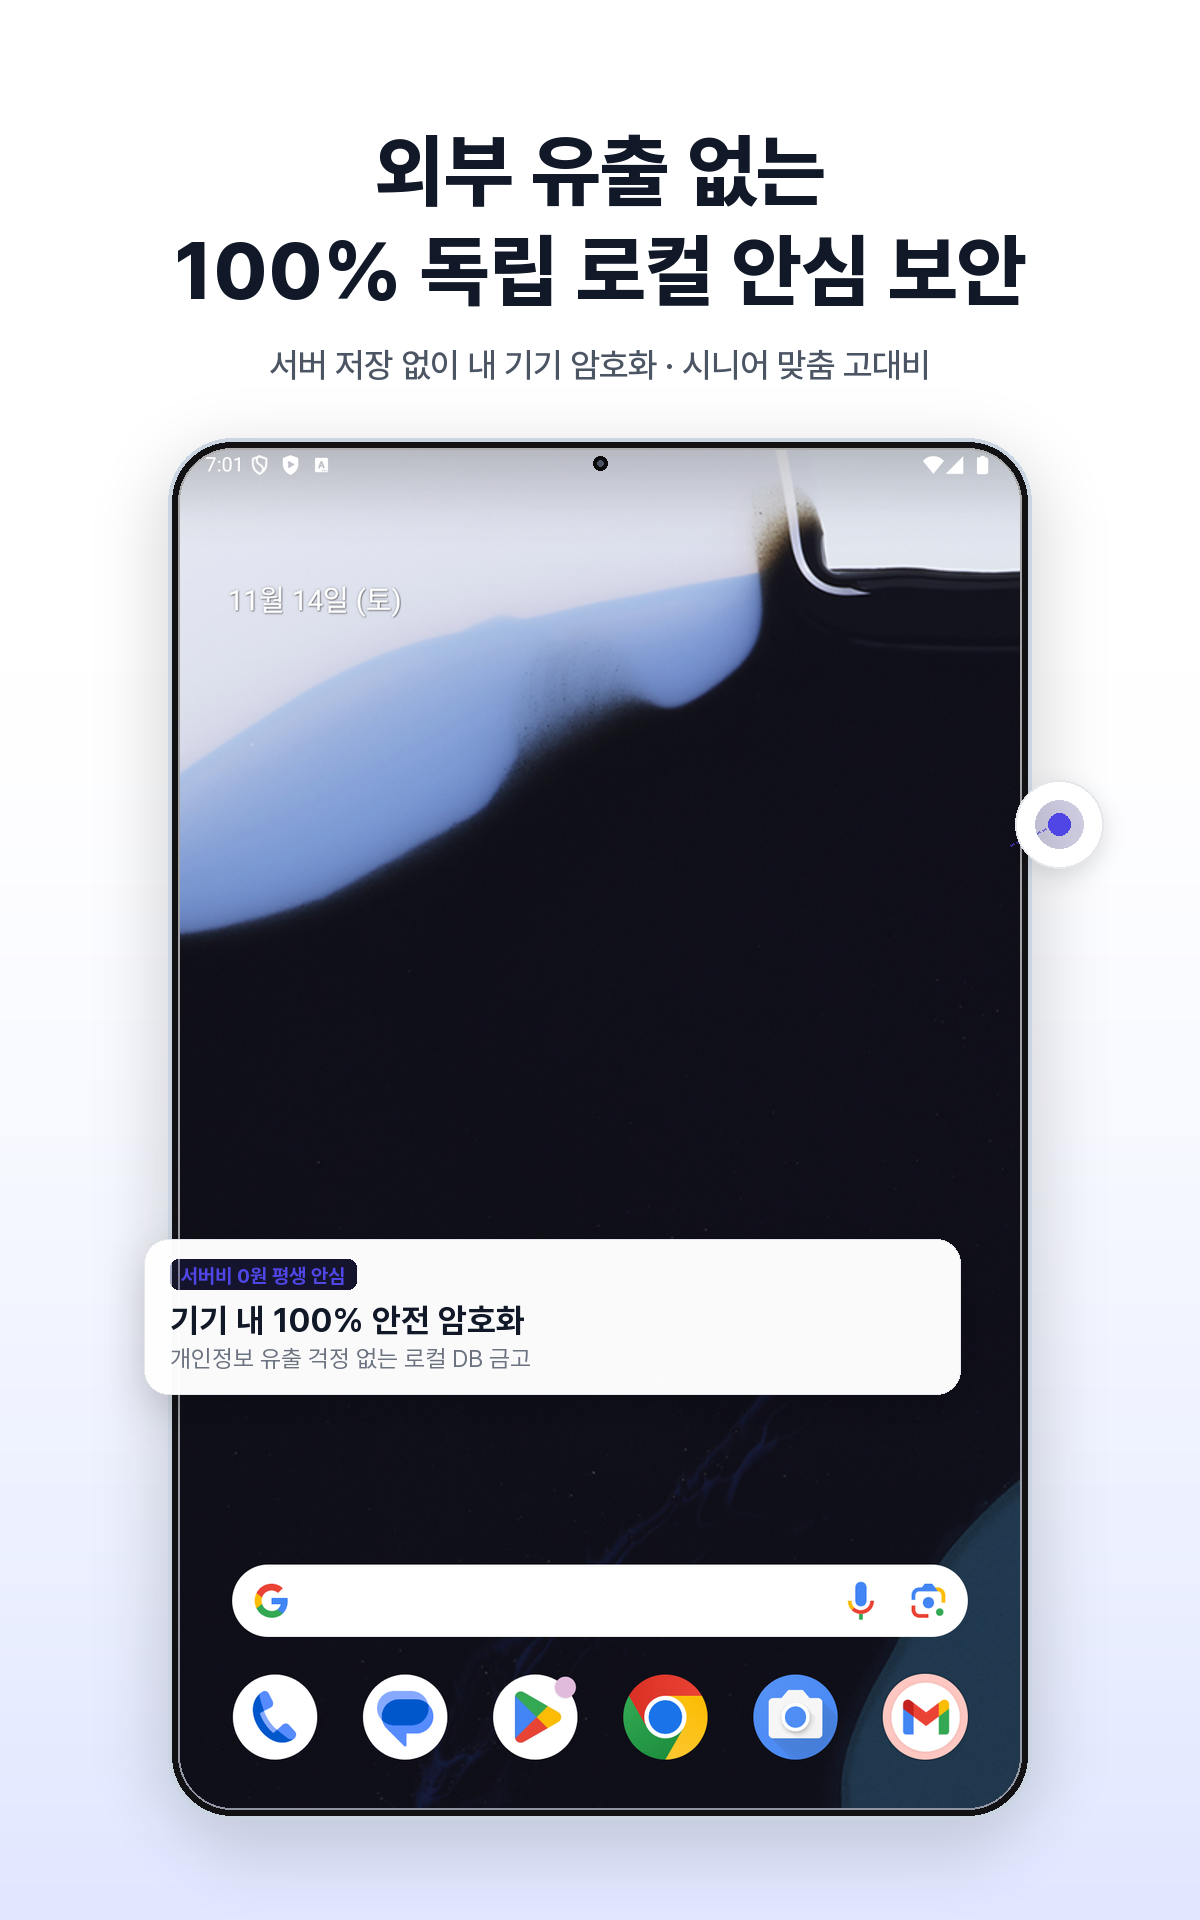 외부 유출 없는
100% 독립 로컬 안심 보안
서버 저장 없이 내 기기 암호화 · 시니어 맞춤 고대비
7:01
11월 14일 (토)
서버비 0원 평생 안심
기기 내 100% 안전 암호화
개인정보 유출 걱정 없는 로컬 DB 금고